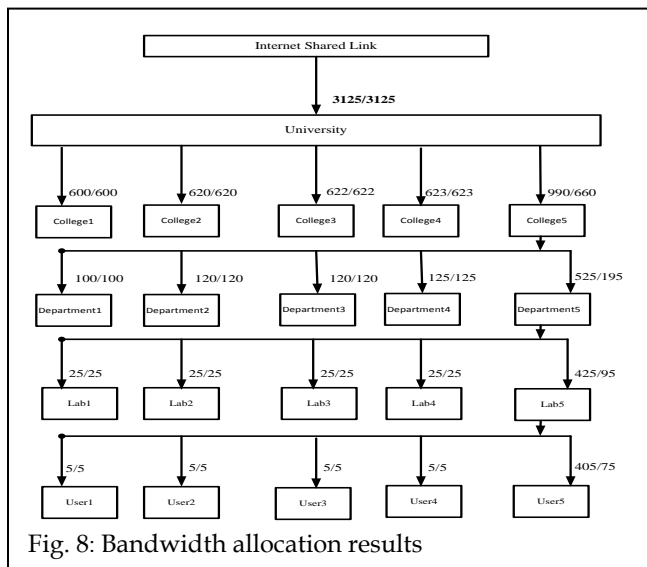 Internet Shared Link
3125/3125
University
600/600 620/620 622/622 623/623 990/660
College1 College2 College3 College4 College5
100/100 120/120 120/120 125/125 525/195
Department1 Department2 Department3 Department4 Department5
25/25 25/25 25/25 25/25 425/95
Lab1 Lab2 Lab3 Lab4 Lab5
5/5 5/5 5/5 5/5 405/75
User1 User2 User3 User4 User5
Fig. 8: Bandwidth allocation results